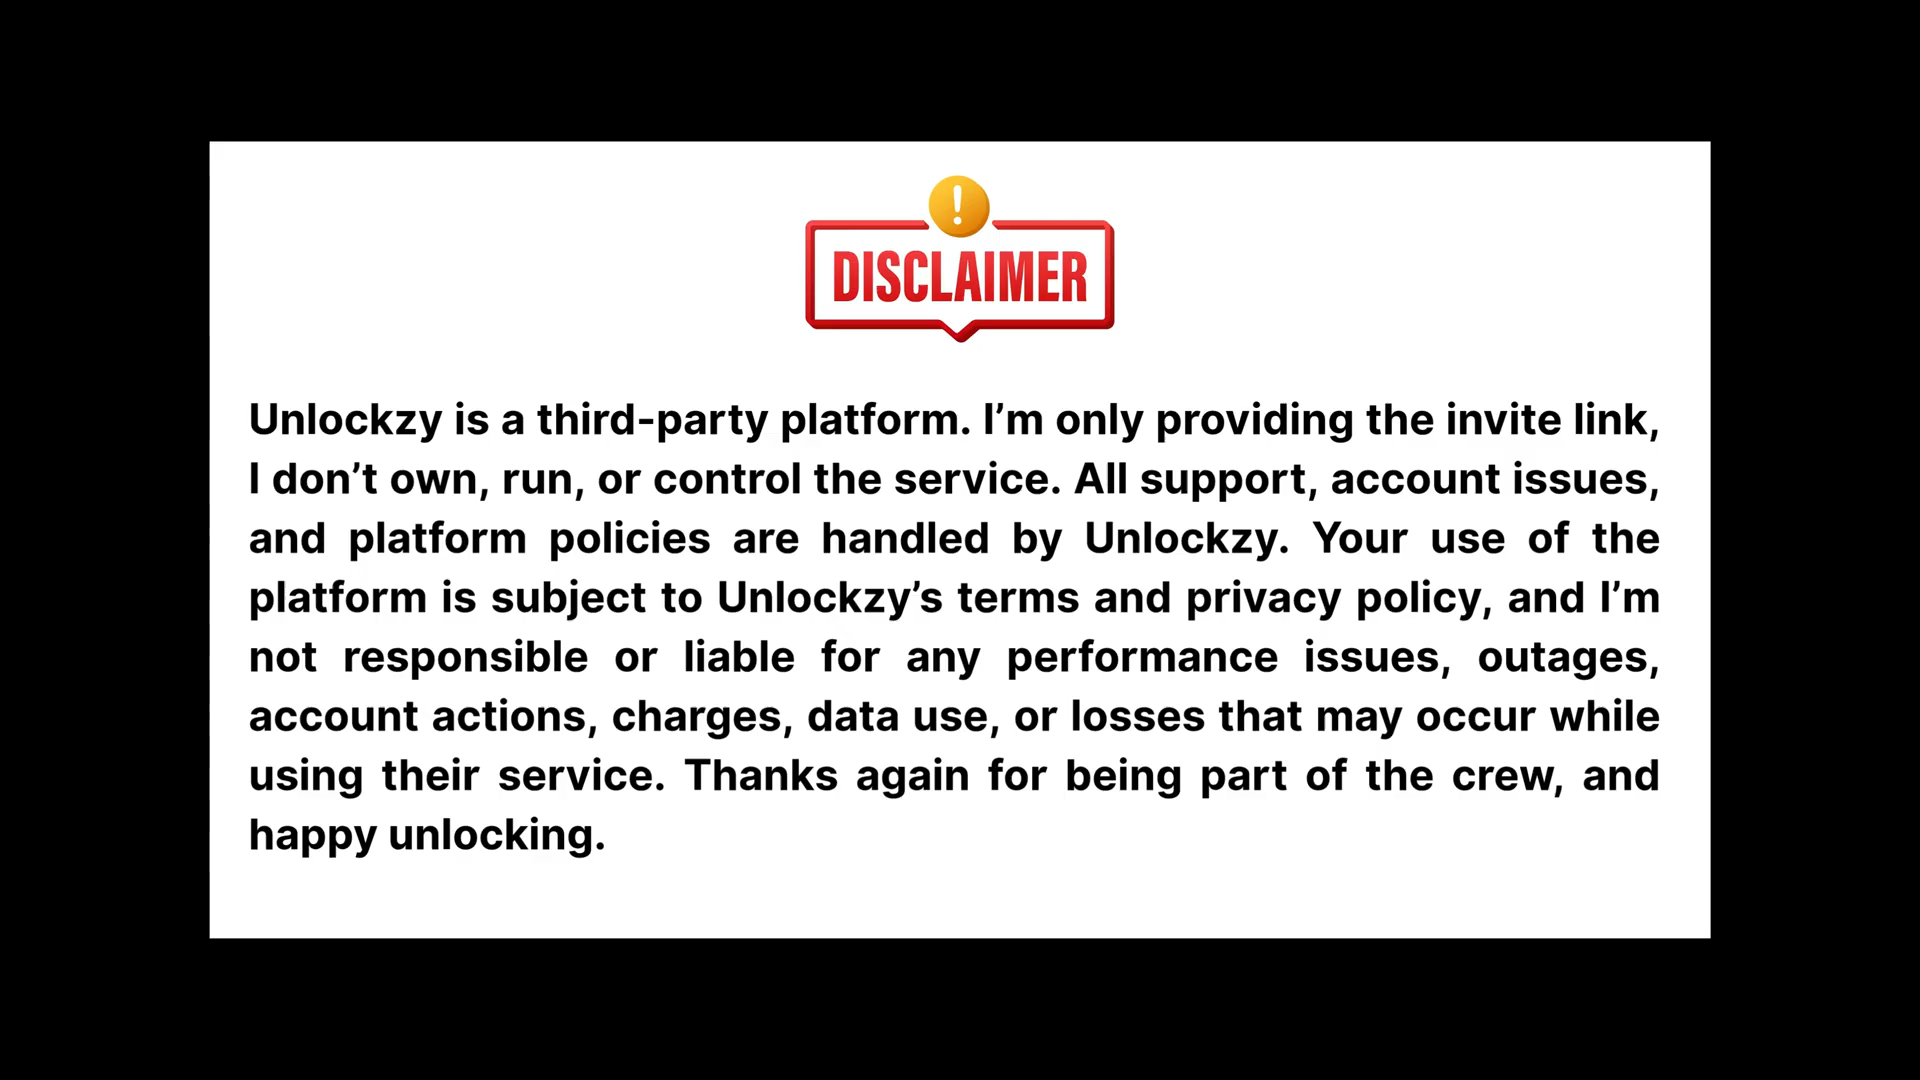 !
DISCLAIMER
Unlockzy is a third-party platform. I’m only providing the invite link,
I don’t own, run, or control the service. All support, account issues,
and platform policies are handled by Unlockzy. Your use of the
platform is subject to Unlockzy’s terms and privacy policy, and I’m
not responsible or liable for any performance issues, outages,
account actions, charges, data use, or losses that may occur while
using their service. Thanks again for being part of the crew, and
happy unlocking.